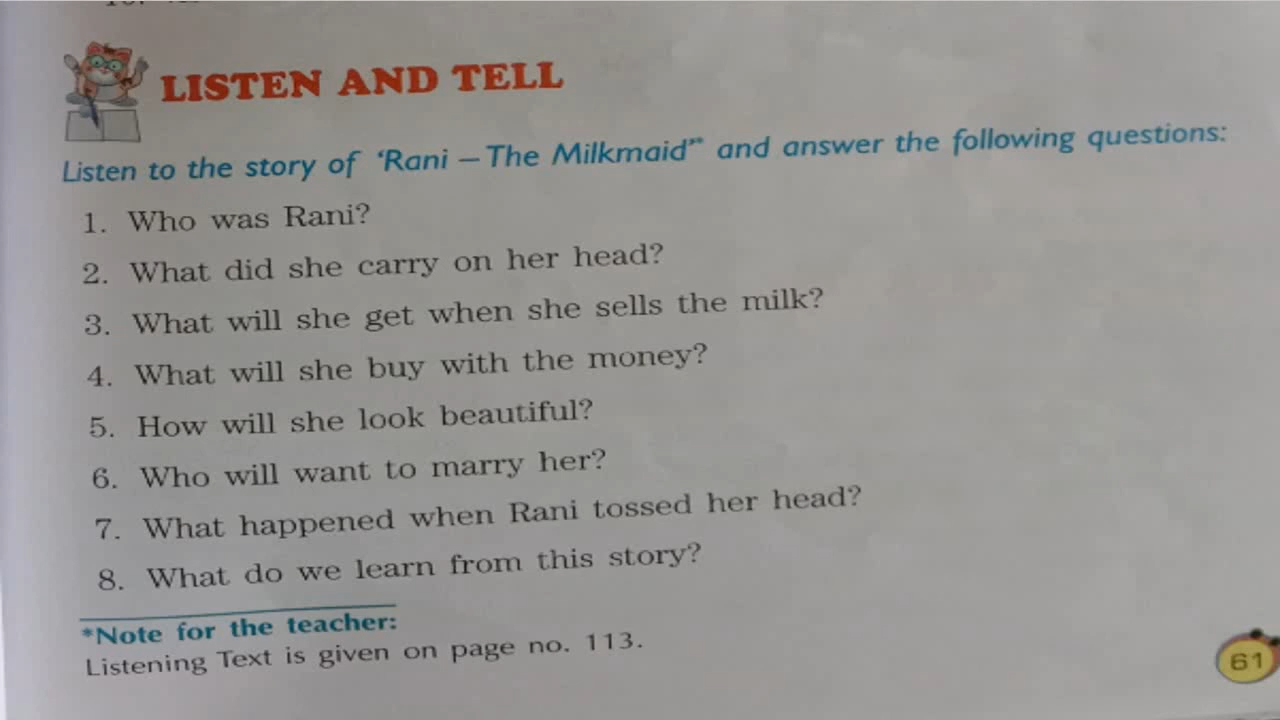 LISTEN AND TELL
Listen to the story of ‘Rani – The Milkmaid’* and answer the following questions:
1. Who was Rani?
2. What did she carry on her head?
3. What will she get when she sells the milk?
4. What will she buy with the money?
5. How will she look beautiful?
6. Who will want to marry her?
7. What happened when Rani tossed her head?
8. What do we learn from this story?
*Note for the teacher:
Listening Text is given on page no. 113.
61